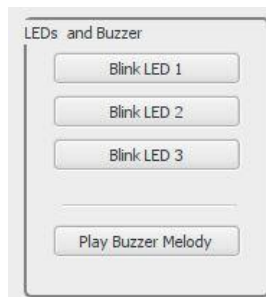 LEDs and Buzzer
Blink LED 1
Blink LED 2
Blink LED 3
Play Buzzer Melody